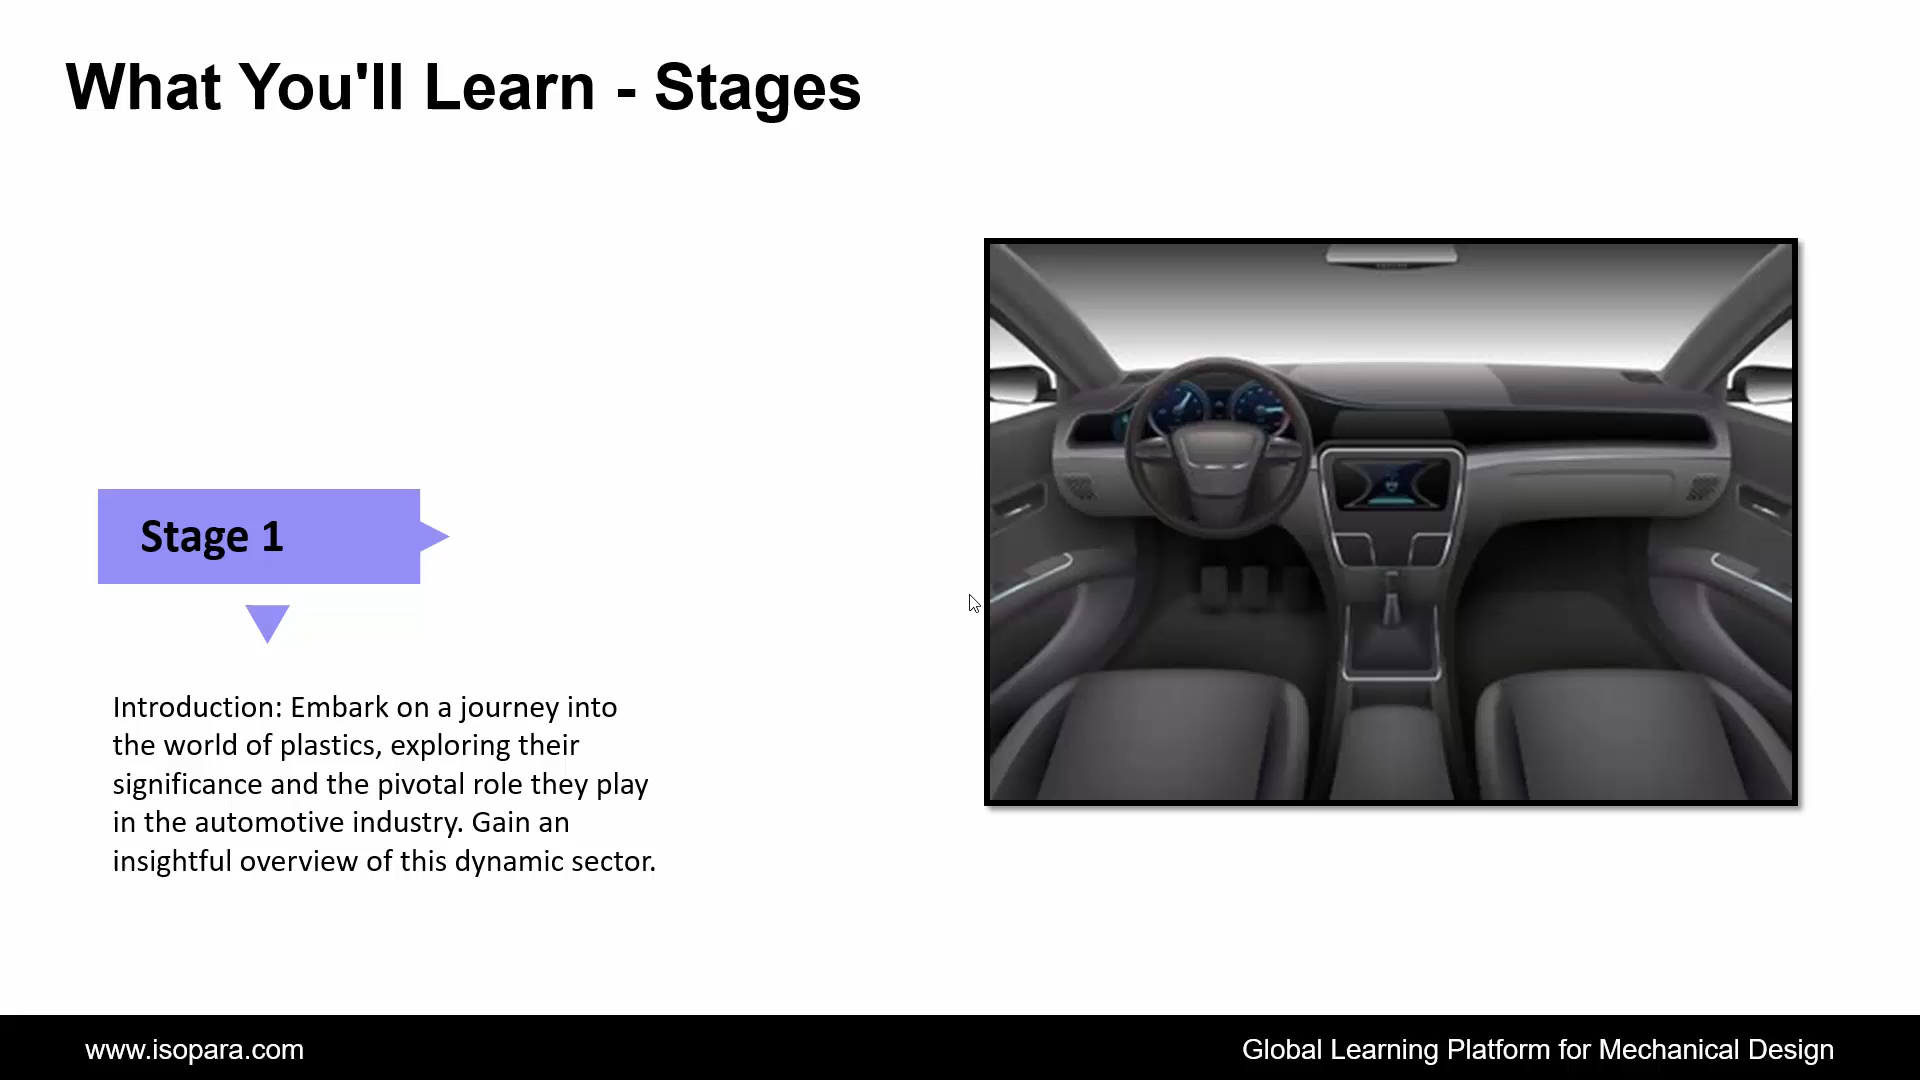 What You'll Learn - Stages
Stage 1
Introduction: Embark on a journey into
the world of plastics, exploring their
significance and the pivotal role they play
in the automotive industry. Gain an
insightful overview of this dynamic sector.
www.isopara.com
Global Learning Platform for Mechanical Design